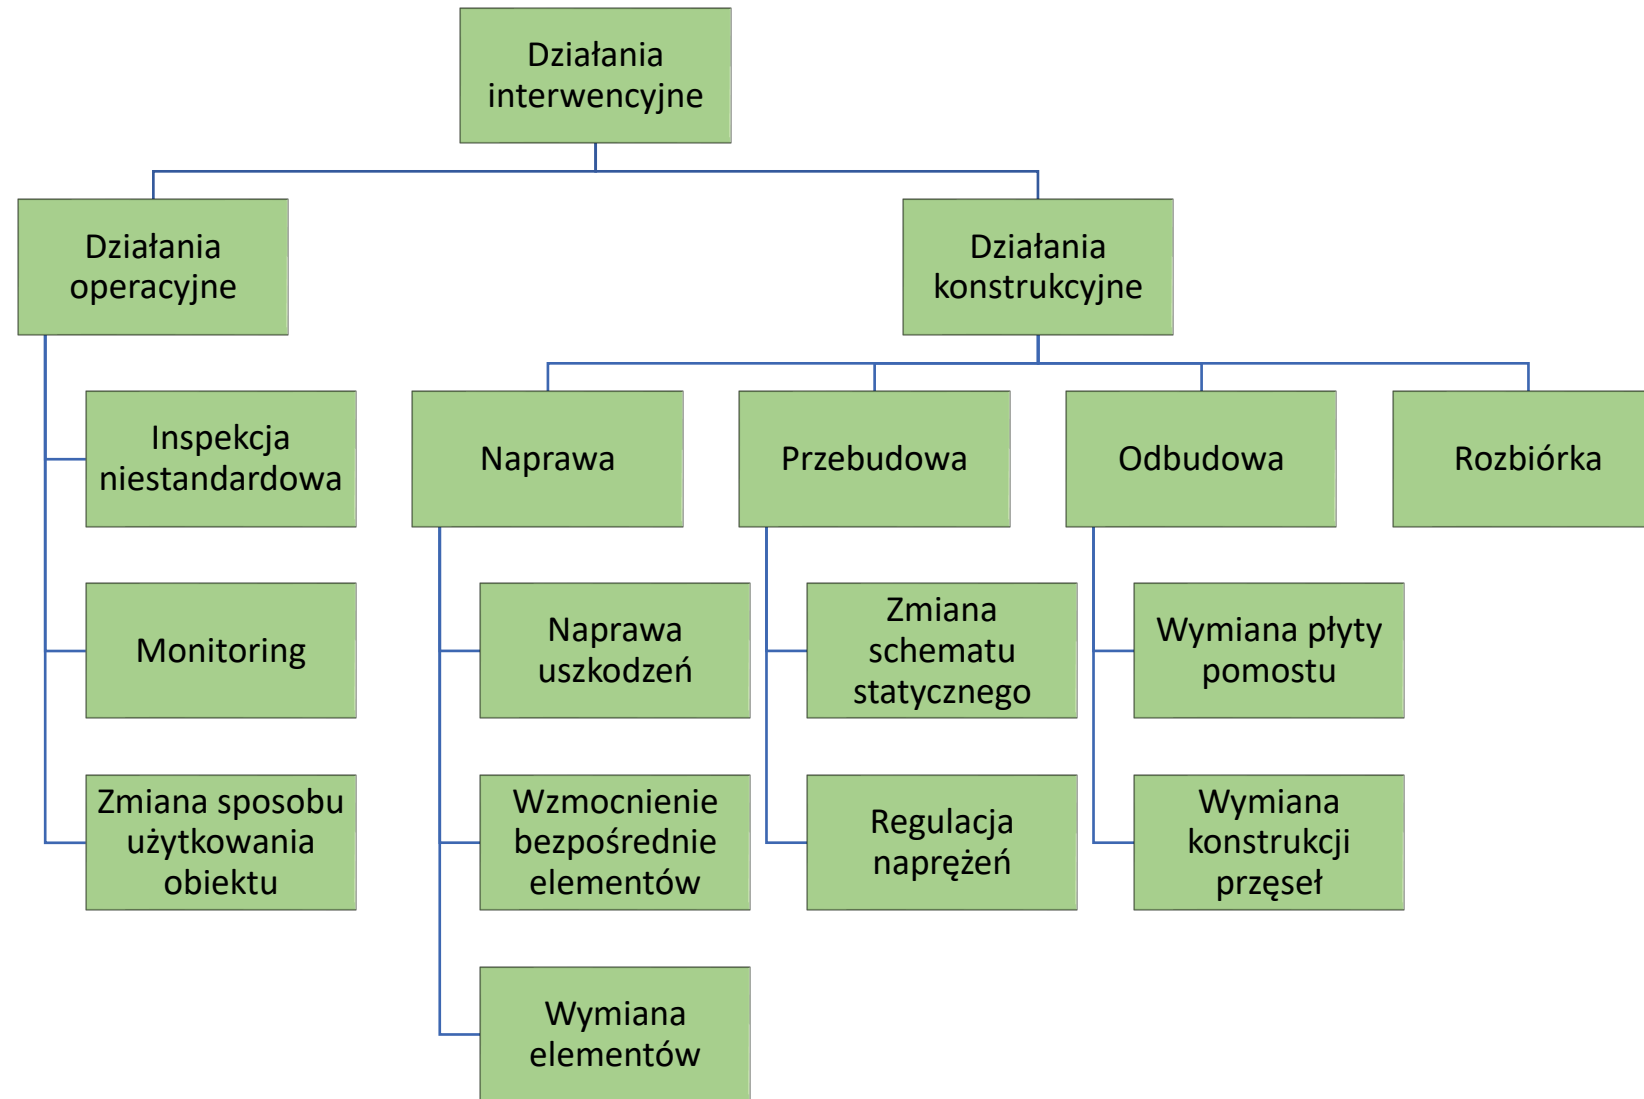 Działania
interwencyjne
Działania
operacyjne
Działania
konstrukcyjne
Inspekcja
niestandardowa
Naprawa
Przebudowa
Odbudowa
Rozbiórka
Monitoring
Naprawa
uszkodzeń
Zmiana
schematu
statycznego
Wymiana płyty
pomostu
Zmiana sposobu
użytkowania
obiektu
Wzmocnienie
bezpośrednie
elementów
Regulacja
naprężeń
Wymiana
konstrukcji
przęseł
Wymiana
elementów